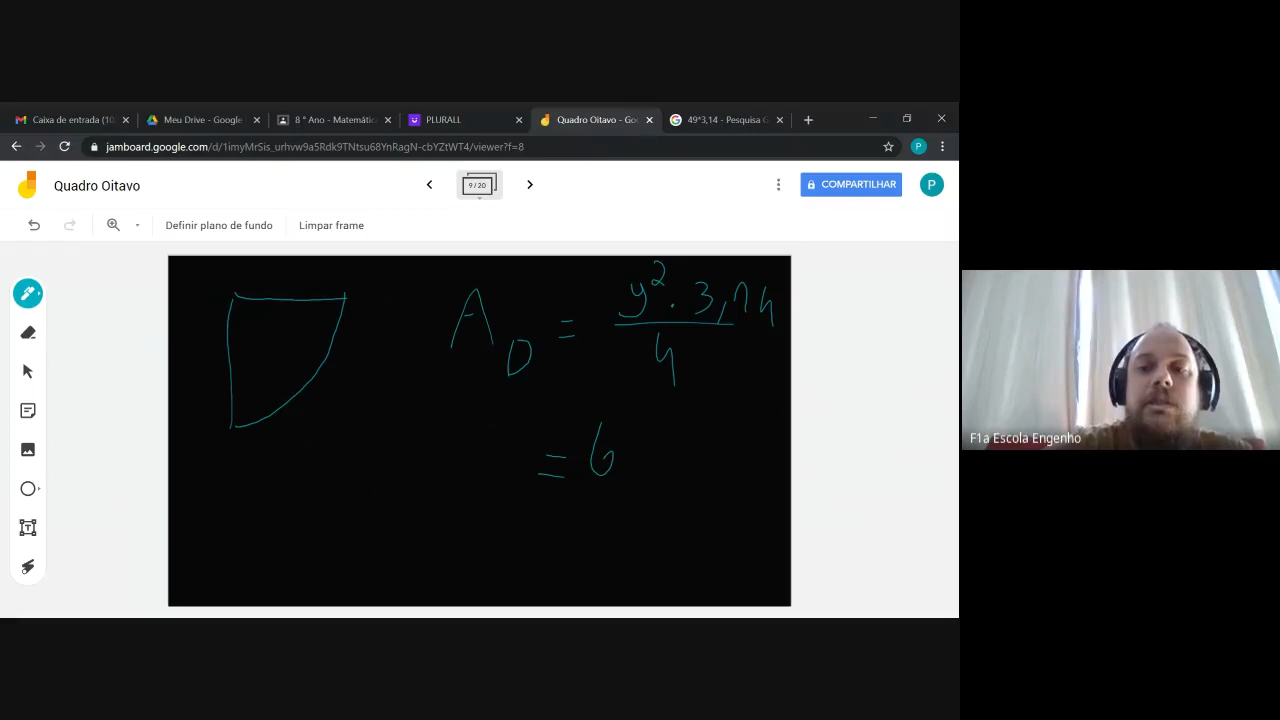 Caixa de entrada (10
Meu Drive - Google
8 ° Ano - Matemátic
PLURALL
Quadro Oitavo - Goo
49*3,14 - Pesquisa G
jamboard.google.com/d/1imyMrSis_urhvw9a5Rdk9TNtsu68YnRagN-cbYZtWT4/viewer?f=8
P
Quadro Oitavo
9 / 20
COMPARTILHAR
P
Definir plano de fundo
Limpar frame
A D = y² . 3,14
4
= 6
F1a Escola Engenho